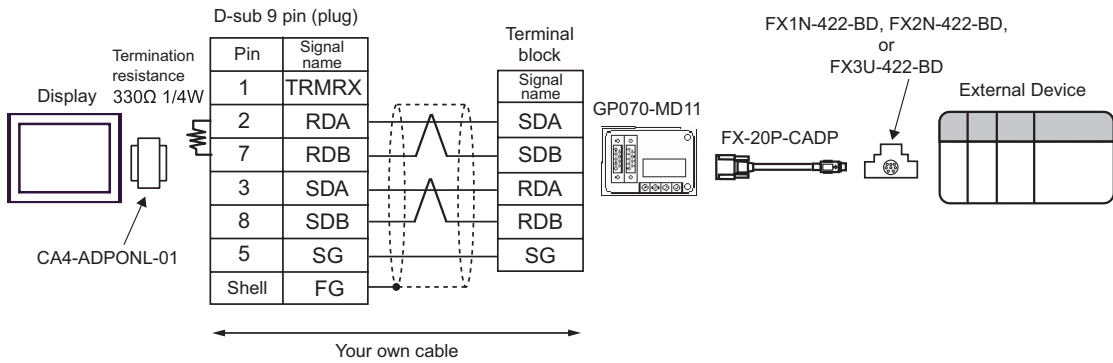 D-sub 9 pin (plug)
Termination
resistance
330Ω 1/4W
Display
CA4-ADPONL-01
Pin
Signal
name
1 TRMRX
2 RDA
7 RDB
3 SDA
8 SDB
5 SG
Shell FG
Your own cable
Terminal
block
Signal
name
SDA
SDB
RDA
RDB
SG
GP070-MD11
FX-20P-CADP
FX1N-422-BD, FX2N-422-BD,
or
FX3U-422-BD
External Device